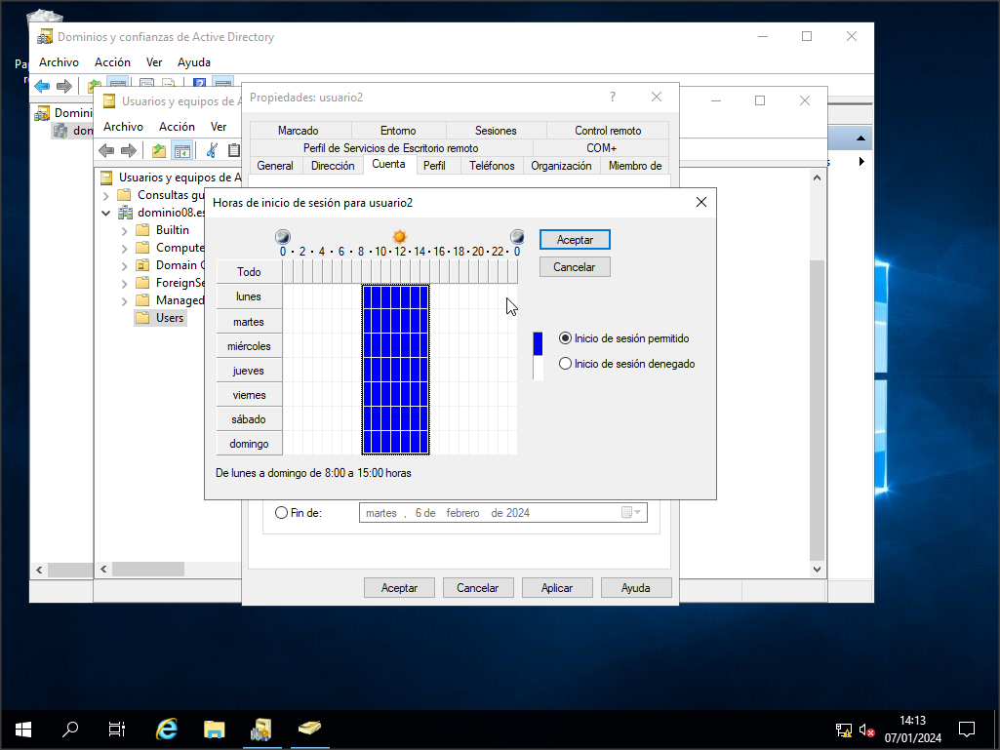 Dominios y confianzas de Active Directory
Archivo Acción Ver Ayuda
Usuarios y equipos de A
Archivo Acción Ver
Propiedades: usuario2
?
Marcado Entorno Sesiones Control remoto
Perfil de Servicios de Escritorio remoto COM+
General Dirección Cuenta Perfil Teléfonos Organización Miembro de
Domini
dom
Usuarios y equipos de A
Consultas gu
dominio08.es
Builtin
Compute
Domain C
ForeignSe
Managed
Users
Horas de inicio de sesión para usuario2
0 · 2 · 4 · 6 · 8 · 10 · 12 · 14 · 16 · 18 · 20 · 22 · 0
Todo
lunes
martes
miércoles
jueves
viernes
sábado
domingo
Aceptar
Cancelar
Inicio de sesión permitido
Inicio de sesión denegado
De lunes a domingo de 8:00 a 15:00 horas
Fin de: martes , 6 de febrero de 2024
Aceptar Cancelar Aplicar Ayuda
14:13
07/01/2024